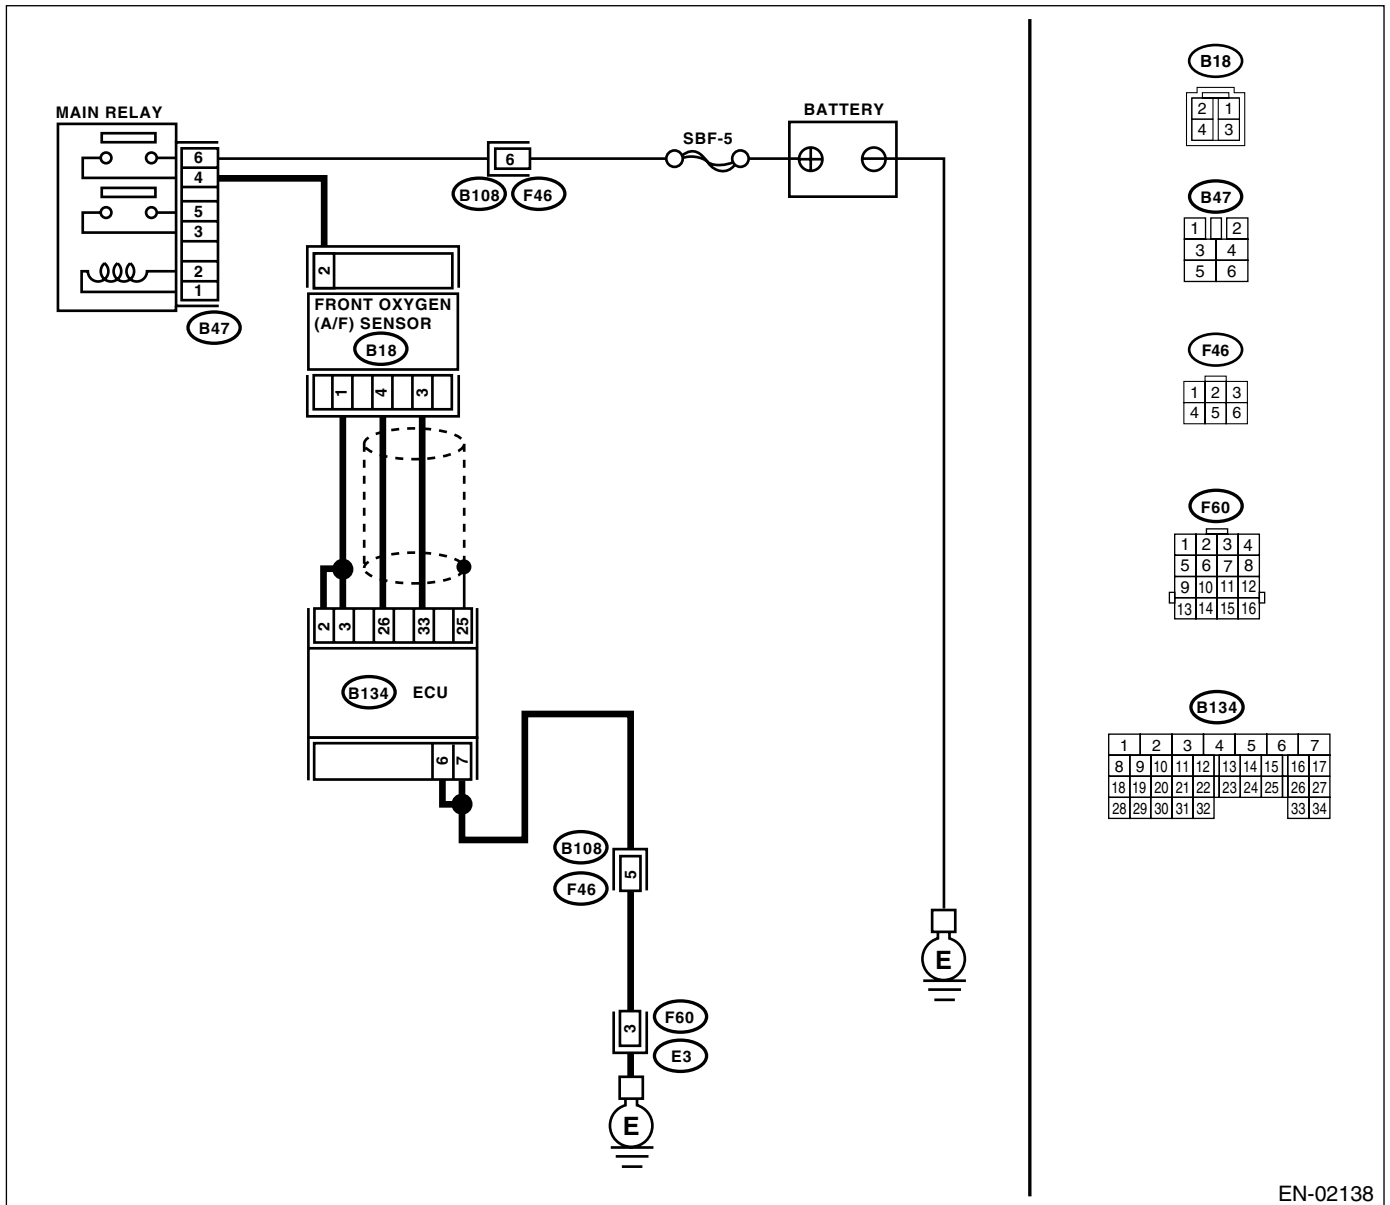 MAIN RELAY
6
4
5
3
2
1
B47
6
B108 F46
SBF-5
BATTERY
2
FRONT OXYGEN
(A/F) SENSOR
B18
1 4 3
2 3 26 33 25
B134 ECU
6 7
B108
F46
5
3
F60
E3
E
E
B18
2 1
4 3
B47
1 2
3 4
5 6
F46
1 2 3
4 5 6
F60
1 2 3 4
5 6 7 8
9 10 11 12
13 14 15 16
B134
1 2 3 4 5 6 7
8 9 10 11 12 13 14 15 16 17
18 19 20 21 22 23 24 25 26 27
28 29 30 31 32 33 34
EN-02138